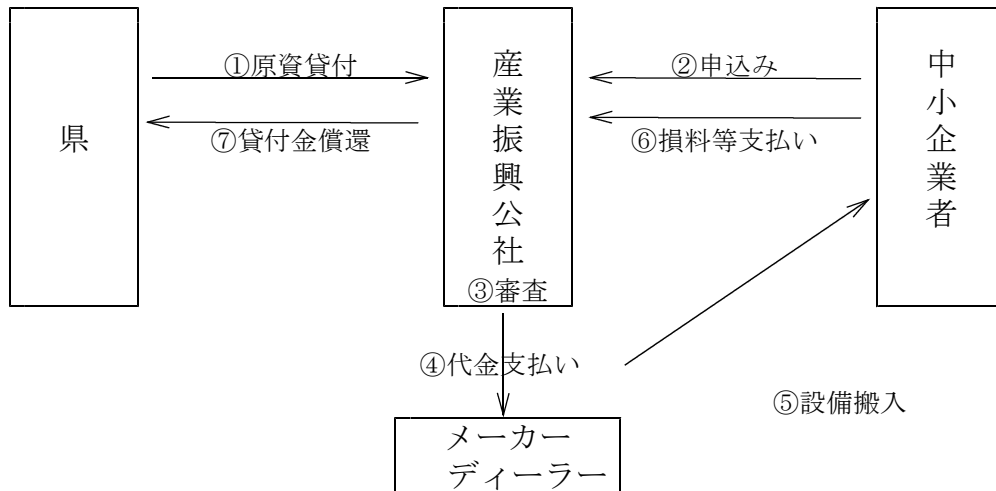 県
①原資貸付
⑦貸付金償還
産業振興公社
③審査
②申込み
⑥損料等支払い
中小企業者
④代金支払い
⑤設備搬入
メーカー
ディーラー